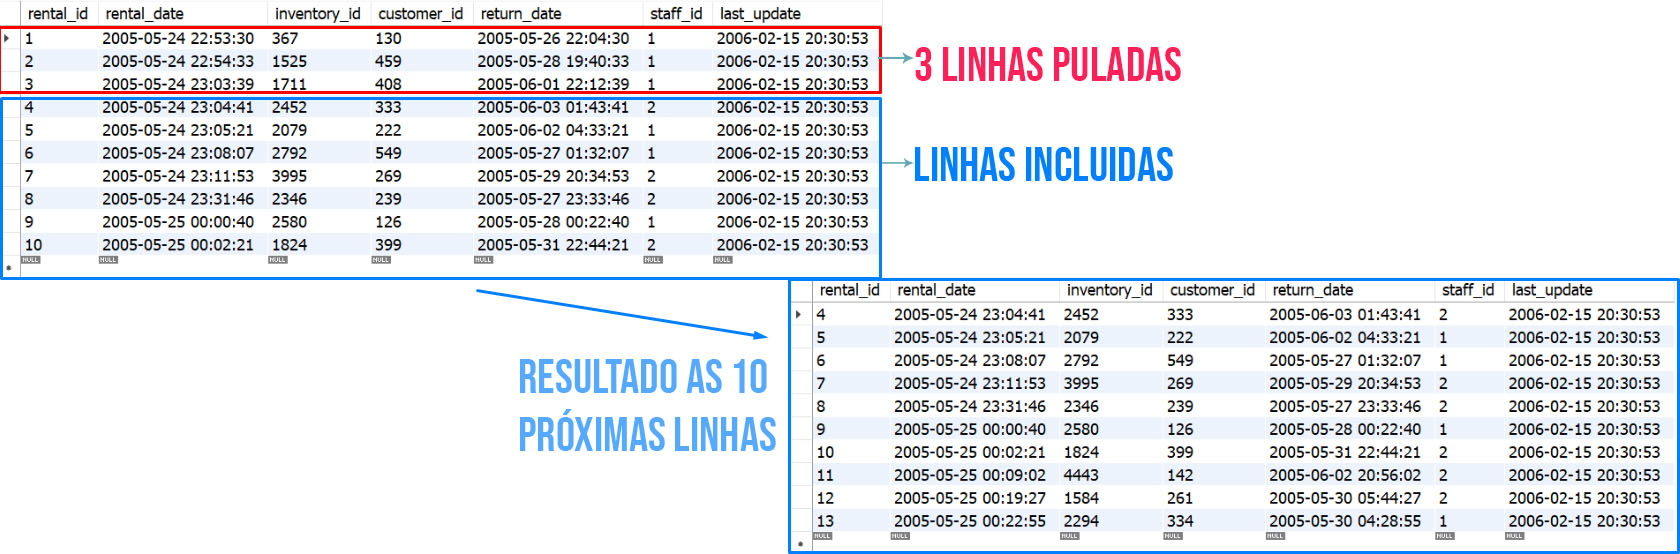 rental_id rental_date inventory_id customer_id return_date staff_id last_update
1 2005-05-24 22:53:30 367 130 2005-05-26 22:04:30 1 2006-02-15 20:30:53
2 2005-05-24 22:54:33 1525 459 2005-05-28 19:40:33 1 2006-02-15 20:30:53
3 2005-05-24 23:03:39 1711 408 2005-06-01 22:12:39 1 2006-02-15 20:30:53
3 LINHAS PULADAS
4 2005-05-24 23:04:41 2452 333 2005-06-03 01:43:41 2 2006-02-15 20:30:53
5 2005-05-24 23:05:21 2079 222 2005-06-02 04:33:21 1 2006-02-15 20:30:53
6 2005-05-24 23:08:07 2792 549 2005-05-27 01:32:07 1 2006-02-15 20:30:53
7 2005-05-24 23:11:53 3995 269 2005-05-29 20:34:53 2 2006-02-15 20:30:53
8 2005-05-24 23:31:46 2346 239 2005-05-27 23:33:46 2 2006-02-15 20:30:53
9 2005-05-25 00:00:40 2580 126 2005-05-28 00:22:40 1 2006-02-15 20:30:53
10 2005-05-25 00:02:21 1824 399 2005-05-31 22:44:21 2 2006-02-15 20:30:53
NULL NULL NULL NULL NULL NULL NULL
LINHAS INCLUIDAS
RESULTADO AS 10
PRÓXIMAS LINHAS
rental_id rental_date inventory_id customer_id return_date staff_id last_update
4 2005-05-24 23:04:41 2452 333 2005-06-03 01:43:41 2 2006-02-15 20:30:53
5 2005-05-24 23:05:21 2079 222 2005-06-02 04:33:21 1 2006-02-15 20:30:53
6 2005-05-24 23:08:07 2792 549 2005-05-27 01:32:07 1 2006-02-15 20:30:53
7 2005-05-24 23:11:53 3995 269 2005-05-29 20:34:53 2 2006-02-15 20:30:53
8 2005-05-24 23:31:46 2346 239 2005-05-27 23:33:46 2 2006-02-15 20:30:53
9 2005-05-25 00:00:40 2580 126 2005-05-28 00:22:40 1 2006-02-15 20:30:53
10 2005-05-25 00:02:21 1824 399 2005-05-31 22:44:21 2 2006-02-15 20:30:53
11 2005-05-25 00:09:02 4443 142 2005-06-02 20:56:02 2 2006-02-15 20:30:53
12 2005-05-25 00:19:27 1584 261 2005-05-30 05:44:27 2 2006-02-15 20:30:53
13 2005-05-25 00:22:55 2294 334 2005-05-30 04:28:55 1 2006-02-15 20:30:53
NULL NULL NULL NULL NULL NULL NULL